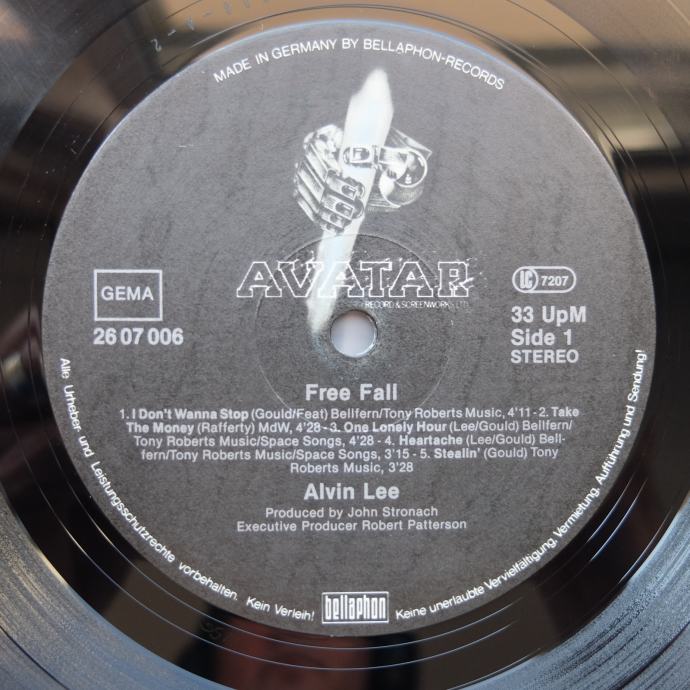 MADE IN GERMANY BY BELLAPHON-RECORDS
AVATAR
RECORD & SCREENWORKS LTD.
GEMA
26 07 006
LC 7207
33 UpM
Side 1
STEREO
Free Fall
1. I Don't Wanna Stop (Gould/Feat) Bellfern/Tony Roberts Music, 4'11 - 2. Take
The Money (Rafferty) MdW, 4'28 - 3. One Lonely Hour (Lee/Gould) Bellfern/
Tony Roberts Music/Space Songs, 4'28 - 4. Heartache (Lee/Gould) Bell-
fern/Tony Roberts Music/Space Songs, 3'15 - 5. Stealin' (Gould) Tony
Roberts Music, 3'28
Alvin Lee
Produced by John Stronach
Executive Producer Robert Patterson
Alle Urheber- und Leistungsschutzrechte vorbehalten. Kein Verleih!
bellaphon
Keine unerlaubte Vervielfältigung, Vermietung, Aufführung und Sendung!